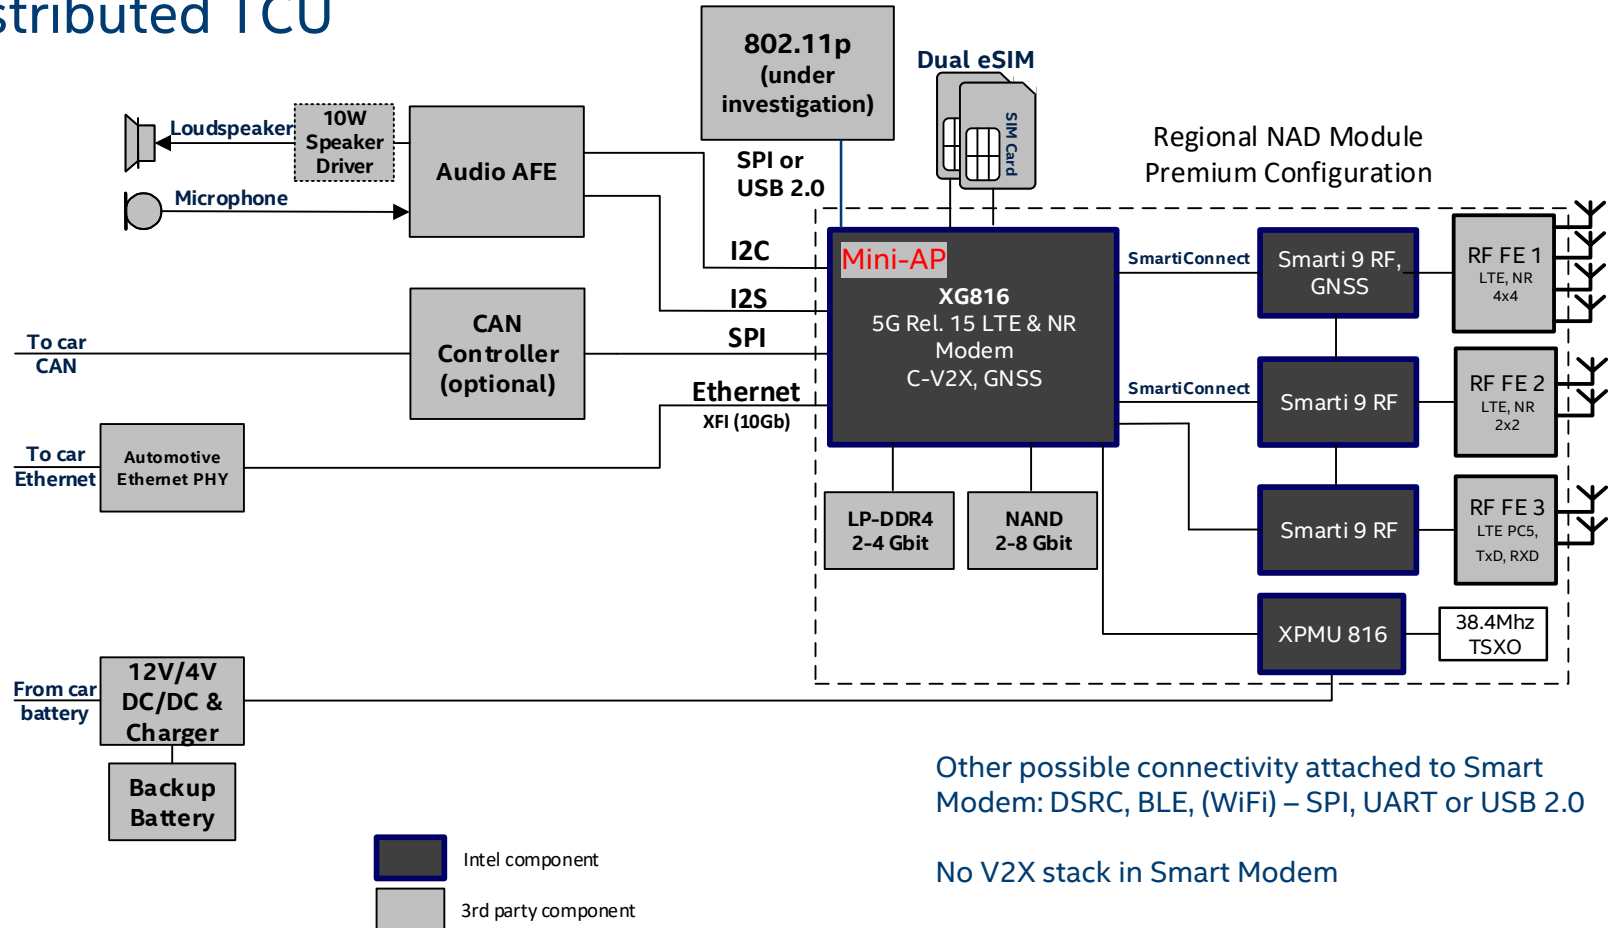 stributed TCU
802.11p
(under
investigation)
Dual eSIM
SIM Card
Loudspeaker
10W
Speaker
Driver
Audio AFE
Microphone
SPI or
USB 2.0
Regional NAD Module
Premium Configuration
I2C
I2S
SPI
Ethernet
XFI (10Gb)
To car
CAN
CAN
Controller
(optional)
To car
Ethernet
Automotive
Ethernet PHY
Mini-AP
XG816
5G Rel. 15 LTE & NR
Modem
C-V2X, GNSS
SmartiConnect
Smarti 9 RF,
GNSS
RF FE 1
LTE, NR
4x4
SmartiConnect
Smarti 9 RF
RF FE 2
LTE, NR
2x2
Smarti 9 RF
RF FE 3
LTE PC5,
TxD, RXD
LP-DDR4
2-4 Gbit
NAND
2-8 Gbit
XPMU 816
38.4Mhz
TSXO
From car
battery
12V/4V
DC/DC &
Charger
Backup
Battery
Other possible connectivity attached to Smart
Modem: DSRC, BLE, (WiFi) – SPI, UART or USB 2.0
No V2X stack in Smart Modem
Intel component
3rd party component